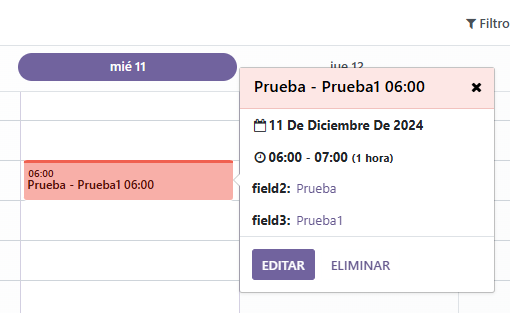 Filtro
mié 11
jue 12
Prueba - Prueba1 06:00
11 De Diciembre De 2024
06:00 - 07:00 (1 hora)
field2: Prueba
field3: Prueba1
EDITAR ELIMINAR
06:00
Prueba - Prueba1 06:00